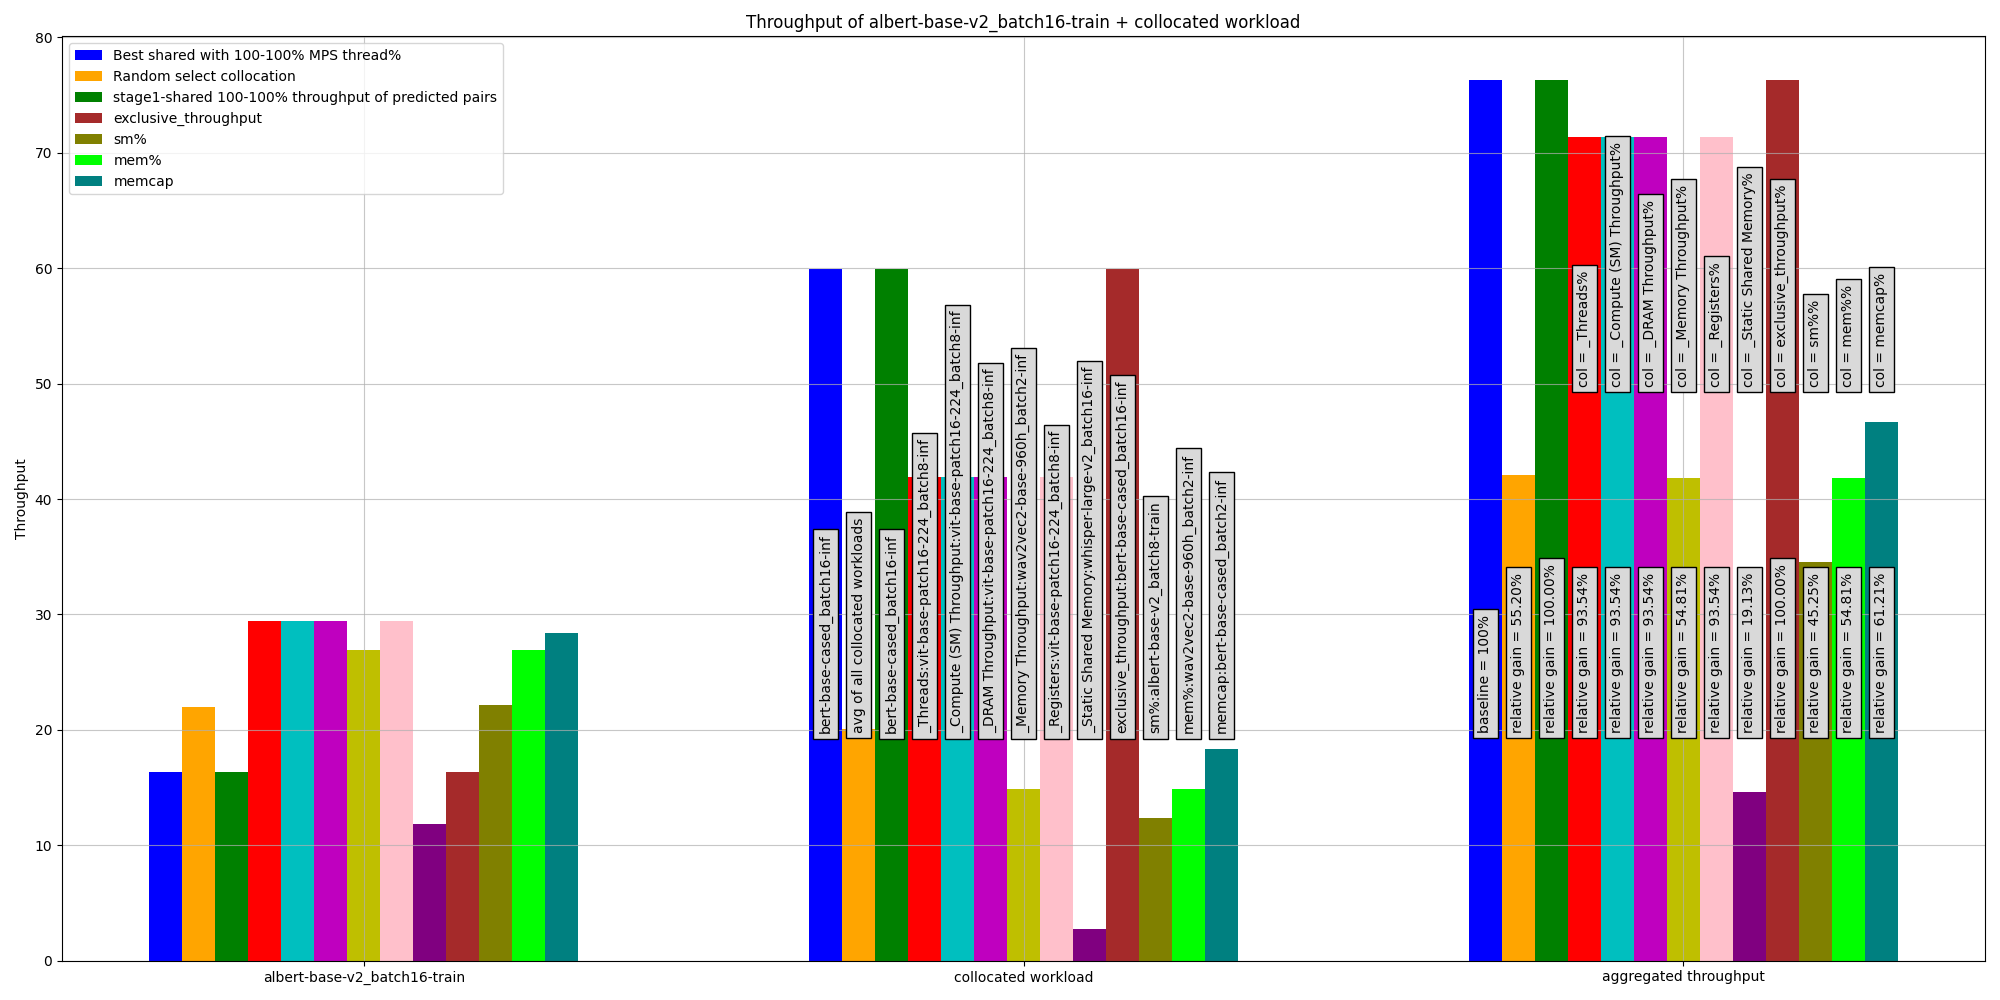 Throughput of albert-base-v2_batch16-train + collocated workload
Best shared with 100-100% MPS thread%
Random select collocation
stage1-shared 100-100% throughput of predicted pairs
exclusive_throughput
sm%
mem%
memcap
Throughput
80
70
60
50
40
30
20
10
0
bert-base-cased_batch16-inf
avg of all collocated workloads
bert-base-cased_batch16-inf
_Threads:vit-base-patch16-224_batch8-inf
_Compute (SM) Throughput:vit-base-patch16-224_batch8-inf
_DRAM Throughput:vit-base-patch16-224_batch8-inf
_Memory Throughput:wav2vec2-base-960h_batch2-inf
_Registers:vit-base-patch16-224_batch8-inf
_Static Shared Memory:whisper-large-v2_batch16-inf
exclusive_throughput:bert-base-cased_batch16-inf
sm%:albert-base-v2_batch8-train
mem%:wav2vec2-base-960h_batch2-inf
memcap:bert-base-cased_batch2-inf
col = _Threads%
col = _Compute (SM) Throughput%
col = _DRAM Throughput%
col = _Memory Throughput%
col = _Registers%
col = _Static Shared Memory%
col = exclusive_throughput%
col = sm%%
col = mem%%
col = memcap%
baseline = 100%
relative gain = 55.20%
relative gain = 100.00%
relative gain = 93.54%
relative gain = 93.54%
relative gain = 93.54%
relative gain = 54.81%
relative gain = 93.54%
relative gain = 19.13%
relative gain = 100.00%
relative gain = 45.25%
relative gain = 54.81%
relative gain = 61.21%
albert-base-v2_batch16-train
collocated workload
aggregated throughput